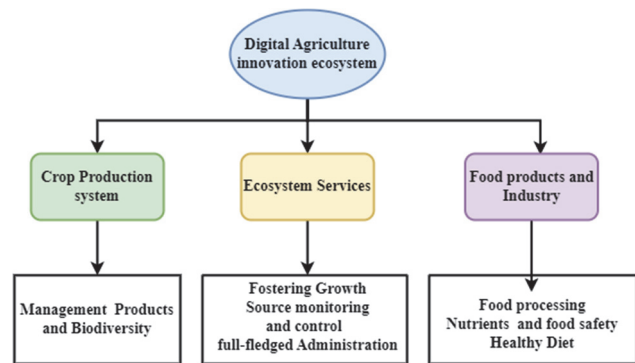 Digital Agriculture
innovation ecosystem
Crop Production
system
Ecosystem Services
Food products and
Industry
Management Products
and Biodiversity
Fostering Growth
Source monitoring
and control
full-fledged Administration
Food processing
Nutrients and food safety
Healthy Diet